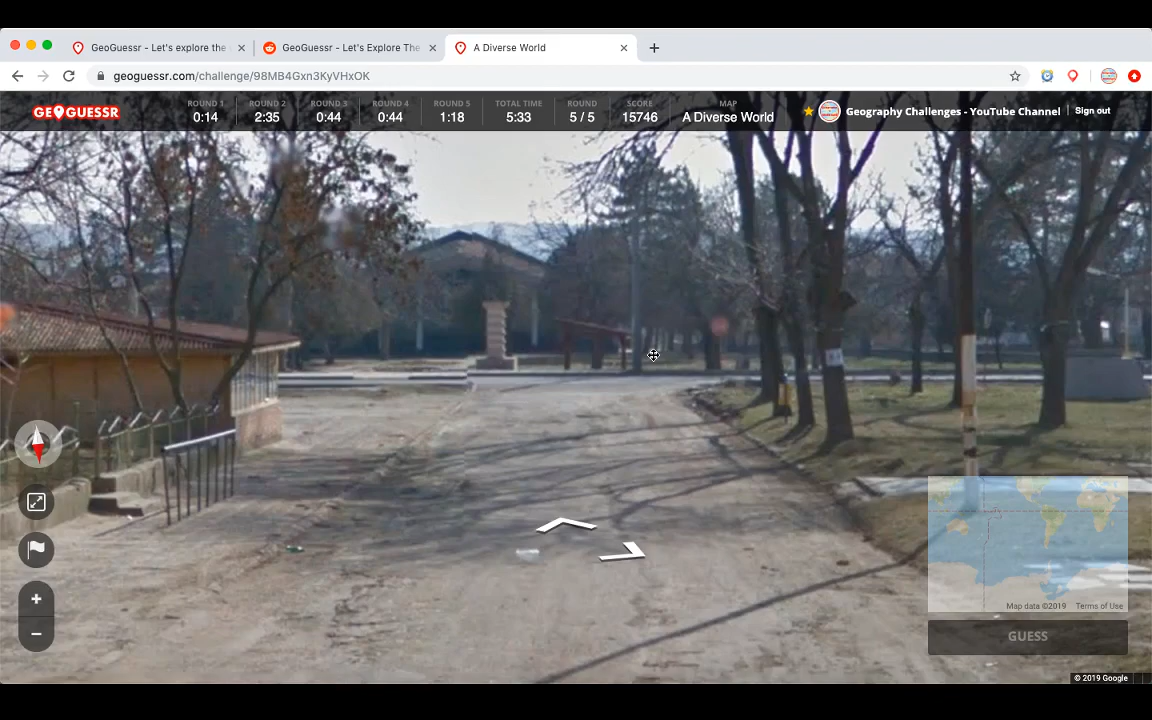 GeoGuessr - Let's explore the
GeoGuessr - Let's Explore The
A Diverse World
geoguessr.com/challenge/98MB4Gxn3KyVHxOK
GEOGUESSR
ROUND 1
0:14
ROUND 2
2:35
ROUND 3
0:44
ROUND 4
0:44
ROUND 5
1:18
TOTAL TIME
5:33
ROUND
5 / 5
SCORE
15746
MAP
A Diverse World
Geography Challenges - YouTube Channel
Sign out
Map data ©2019
Terms of Use
GUESS
© 2019 Google